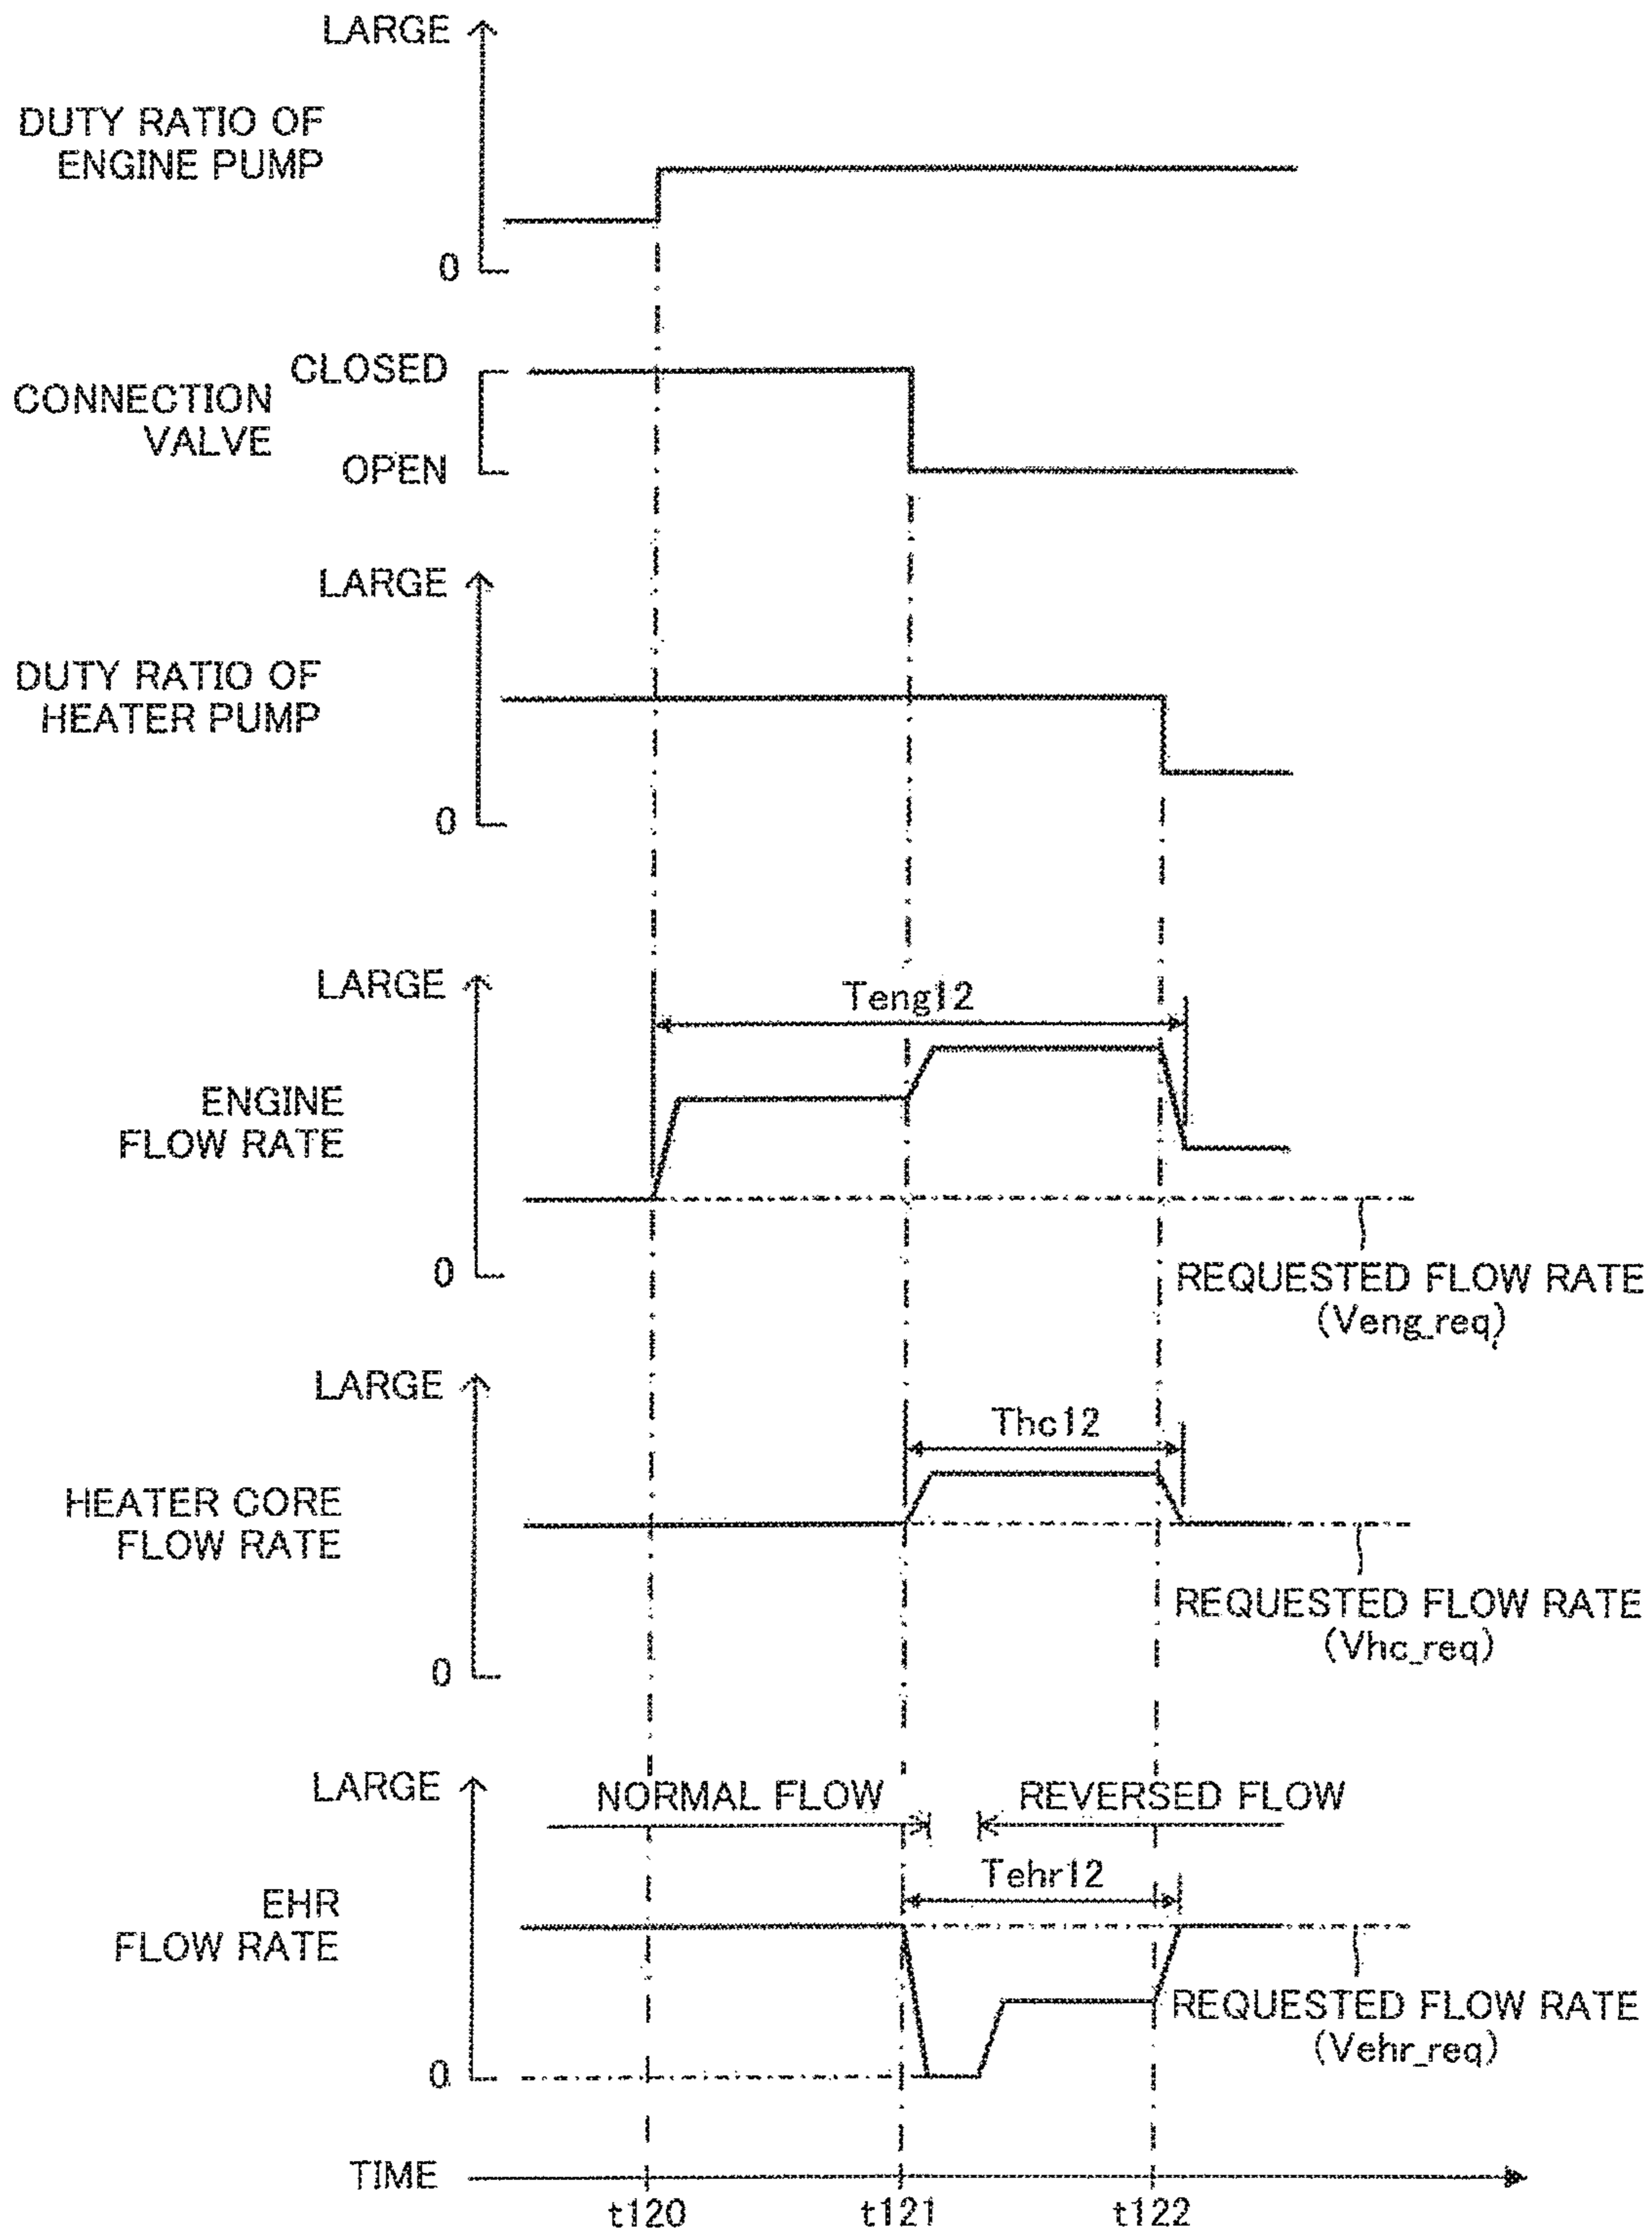 LARGE
DUTY RATIO OF
ENGINE PUMP
0
CLOSED
CONNECTION
VALVE
OPEN
LARGE
DUTY RATIO OF
HEATER PUMP
0
LARGE
Teng12
ENGINE
FLOW RATE
0
REQUESTED FLOW RATE
(Veng_req)
LARGE
Thc12
HEATER CORE
FLOW RATE
REQUESTED FLOW RATE
(Vhc_req)
0
LARGE
NORMAL FLOW
REVERSED FLOW
Tehr12
EHR
FLOW RATE
REQUESTED FLOW RATE
(Vehr_req)
0
TIME
t120
t121
t122